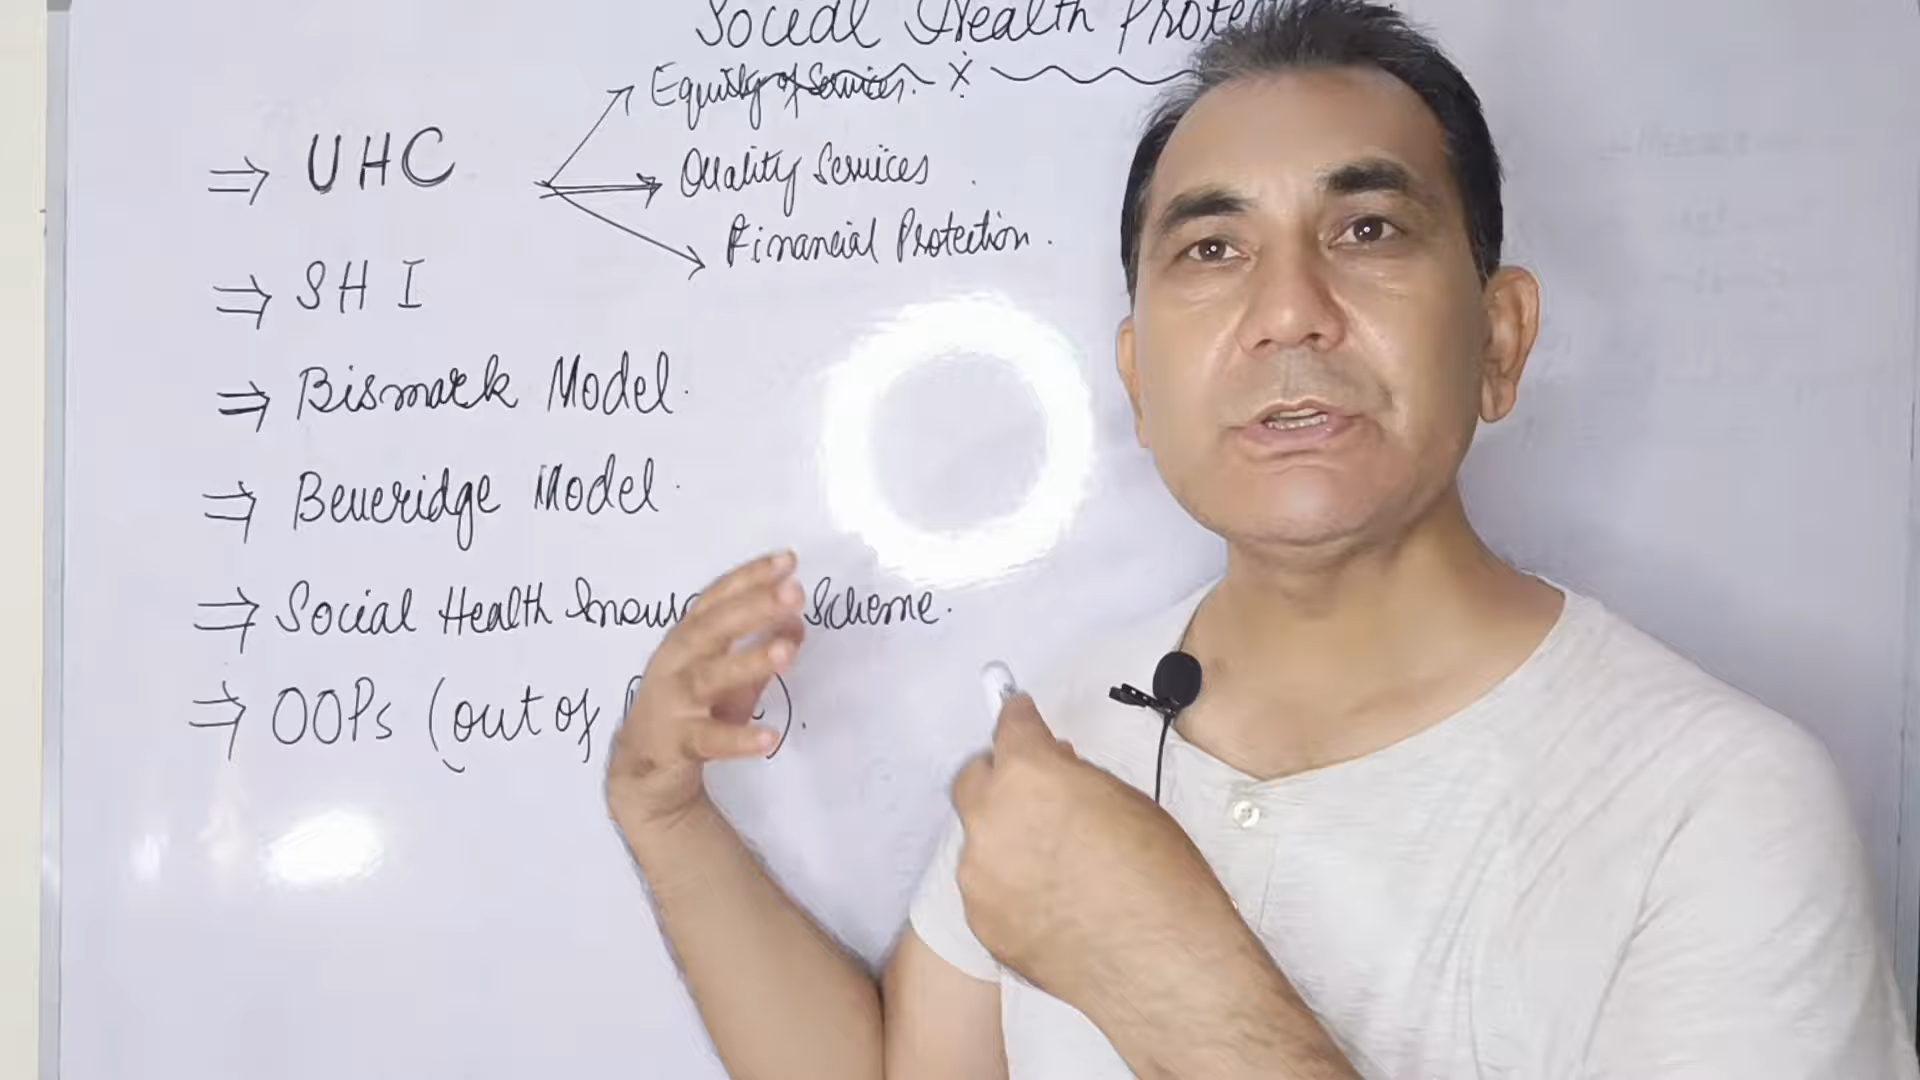 Social Health
Equity of Services.
⇒ UHC
Quality Services
Financial Protection.
⇒ SHI
⇒ Bismark Model.
⇒ Beveridge Model.
⇒ Social Health Scheme.
⇒ OOPs (out of